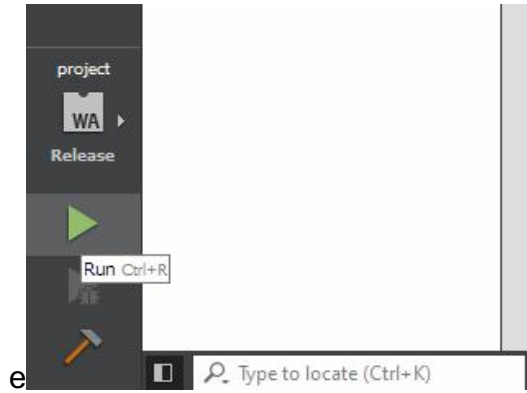 project
WA
Release
Run Ctrl+R
e
Type to locate (Ctrl+K)